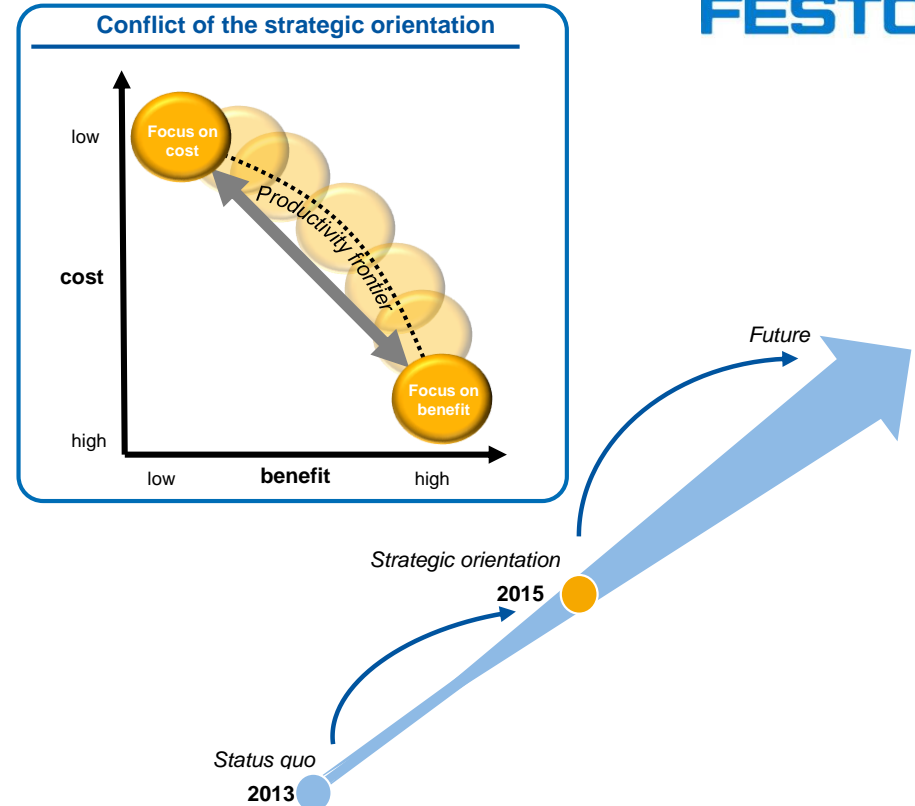 Conflict of the strategic orientation
FESTO
low
Focus on
cost
Productivity frontier
cost
Focus on
benefit
high
low
benefit
high
Future
Strategic orientation
2015
Status quo
2013